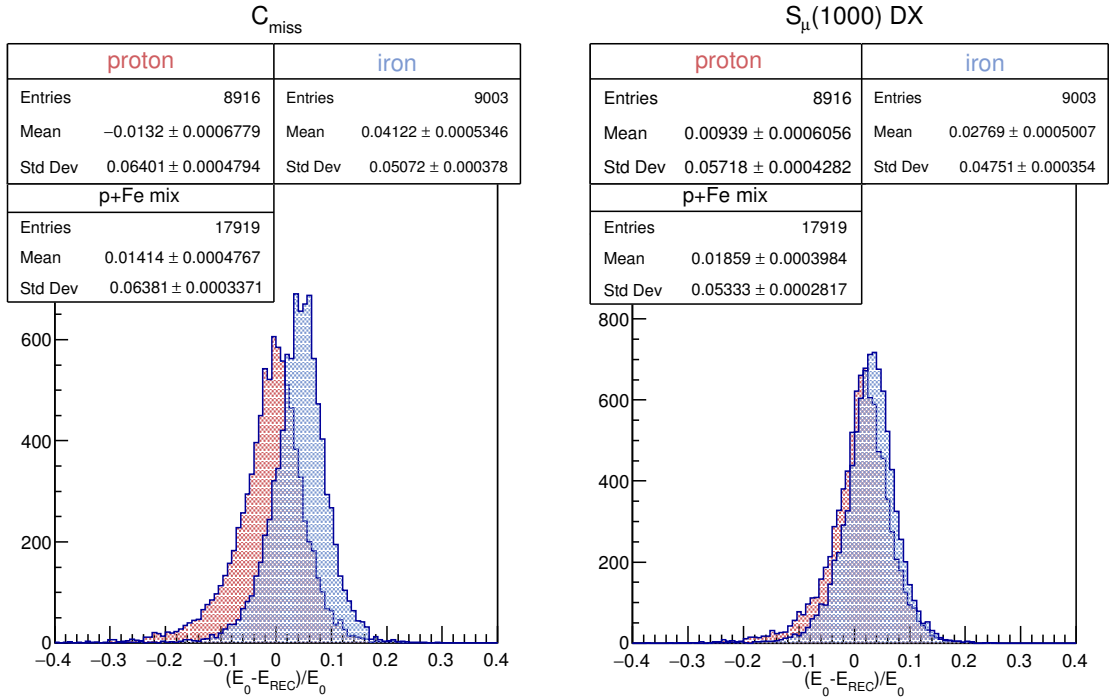 C_miss
proton
iron
Entries 8916
Mean −0.0132 ± 0.0006779
Std Dev 0.06401 ± 0.0004794
Entries 9003
Mean 0.04122 ± 0.0005346
Std Dev 0.05072 ± 0.000378
p+Fe mix
Entries 17919
Mean 0.01414 ± 0.0004767
Std Dev 0.06381 ± 0.0003371
600
400
200
0
−0.4 −0.3 −0.2 −0.1 0 0.1 0.2 0.3 0.4
(E_0-E_REC)/E_0
S_μ(1000) DX
proton
iron
Entries 8916
Mean 0.00939 ± 0.0006056
Std Dev 0.05718 ± 0.0004282
Entries 9003
Mean 0.02769 ± 0.0005007
Std Dev 0.04751 ± 0.000354
p+Fe mix
Entries 17919
Mean 0.01859 ± 0.0003984
Std Dev 0.05333 ± 0.0002817
800
600
400
200
0
−0.4 −0.3 −0.2 −0.1 0 0.1 0.2 0.3 0.4
(E_0-E_REC)/E_0